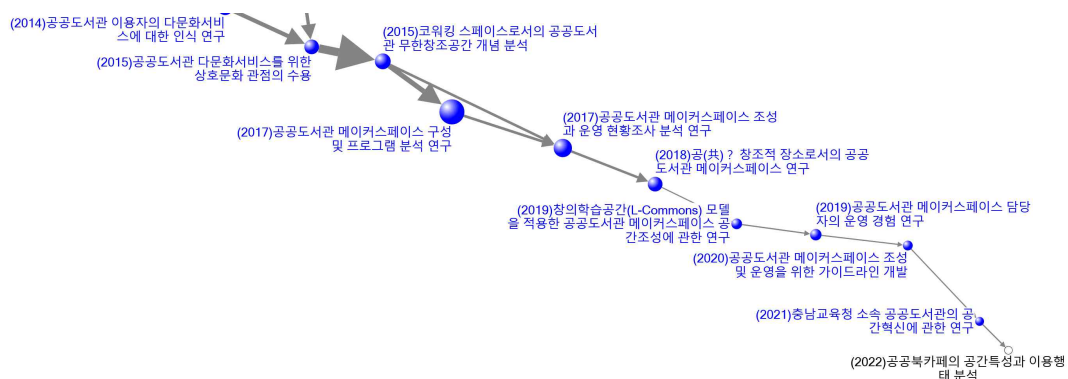 (2014)공공도서관 이용자의 다문화서비
스에 대한 인식 연구
(2015)공공도서관 다문화서비스를 위한
상호문화 관점의 수용
(2015)코워킹 스페이스로서의 공공도서
관 무한창조공간 개념 분석
(2017)공공도서관 메이커스페이스 구성
및 프로그램 분석 연구
(2017)공공도서관 메이커스페이스 조성
과 운영 현황조사 분석 연구
(2018)공(共) ? 창조적 장소로서의 공공
도서관 메이커스페이스 연구
(2019)창의학습공간(L-Commons) 모델
을 적용한 공공도서관 메이커스페이스 공
간조성에 관한 연구
(2019)공공도서관 메이커스페이스 담당
자의 운영 경험 연구
(2020)공공도서관 메이커스페이스 조성
및 운영을 위한 가이드라인 개발
(2021)충남교육청 소속 공공도서관의 공
간혁신에 관한 연구
(2022)공공북카페의 공간특성과 이용행
태 분석